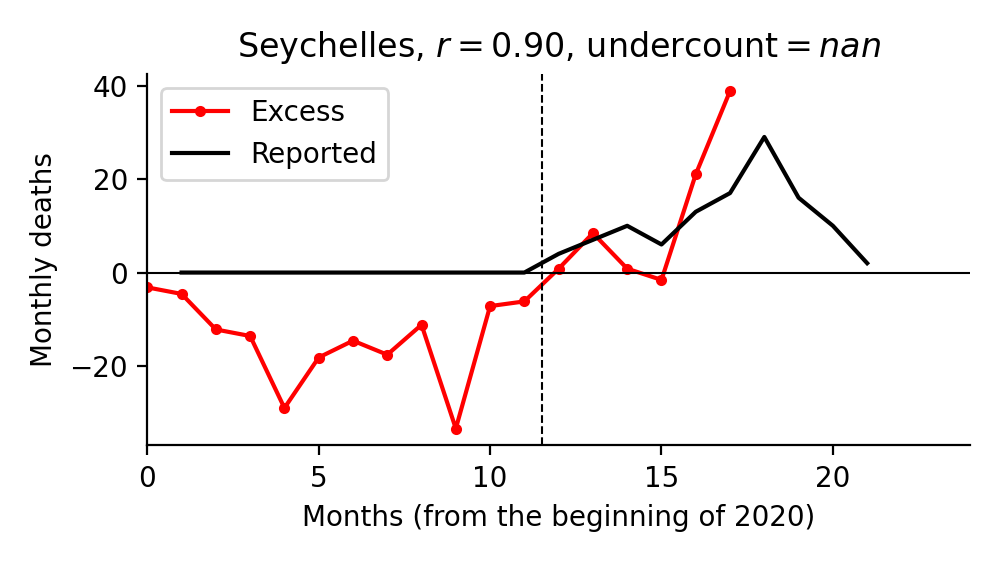 Seychelles, r = 0.90, undercount = nan
Excess
Reported
Monthly deaths
40
20
0
−20
0 5 10 15 20
Months (from the beginning of 2020)